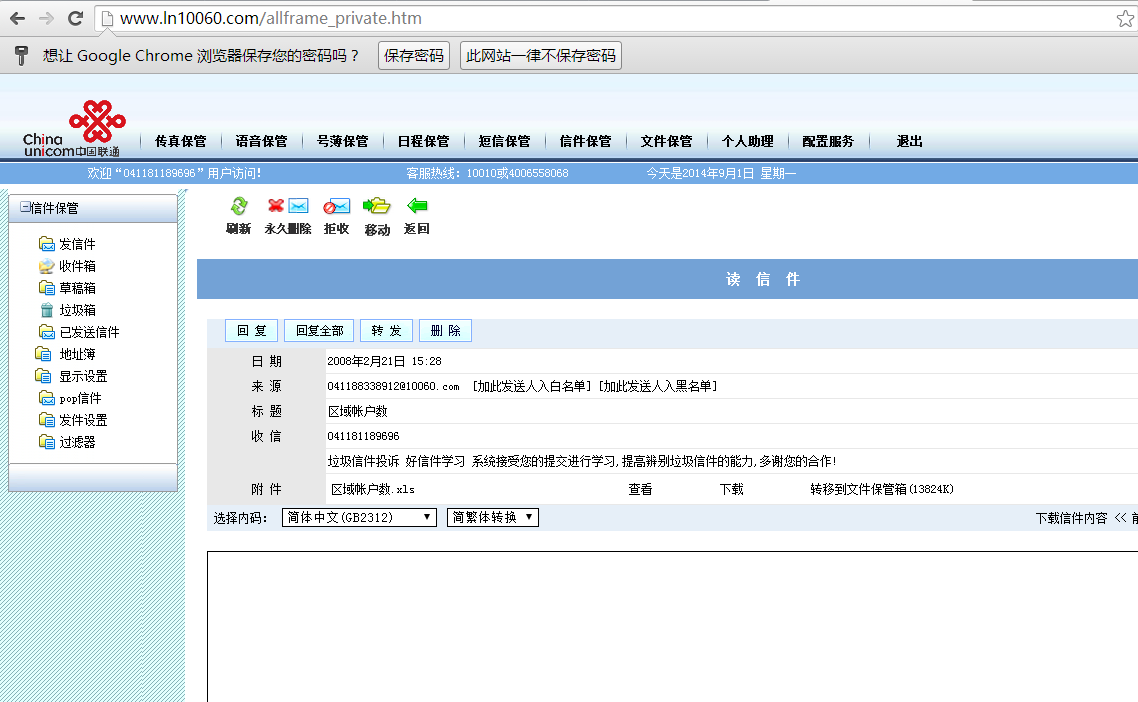 www.ln10060.com/allframe_private.htm
想让 Google Chrome 浏览器保存您的密码吗？ 保存密码 此网站一律不保存密码
China
unicom中国联通 传真保管 语音保管 号薄保管 日程保管 短信保管 信件保管 文件保管 个人助理 配置服务 退出
欢迎“041181189696”用户访问! 客服热线：10010或4006558068 今天是2014年9月1日 星期一
信件保管
发信件
收件箱
草稿箱
垃圾箱
已发送信件
地址簿
显示设置
pop信件
发件设置
过滤器
刷新 永久删除 拒收 移动 返回
读 信 件
回 复 回复全部 转 发 删 除
日 期 2008年2月21日 15:28
来 源 041188338912@10060.com [加此发送人入白名单] [加此发送人入黑名单]
标 题 区域帐户数
收 信 041181189696
垃圾信件投诉 好信件学习 系统接受您的提交进行学习,提高辨别垃圾信件的能力,多谢您的合作!
附 件 区域帐户数.xls 查看 下载 转移到文件保管箱(13824K)
选择内码： 简体中文(GB2312) 简繁体转换 下载信件内容 << 前